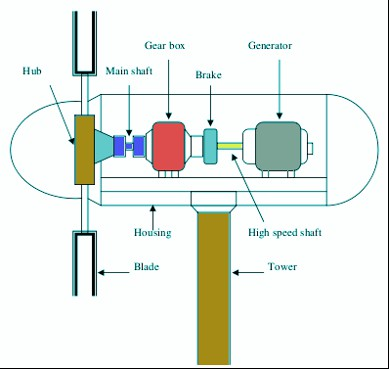 Gear box
Generator
Hub
Main shaft
Brake
Housing
High speed shaft
Blade
Tower